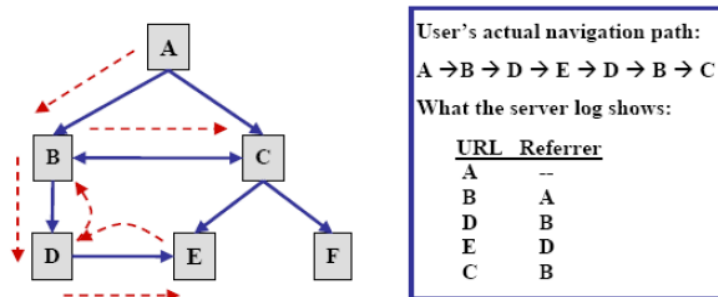 A
B
C
D
E
F
User's actual navigation path:
A →B → D → E → D → B → C
What the server log shows:
URL Referrer
A --
B A
D B
E D
C B